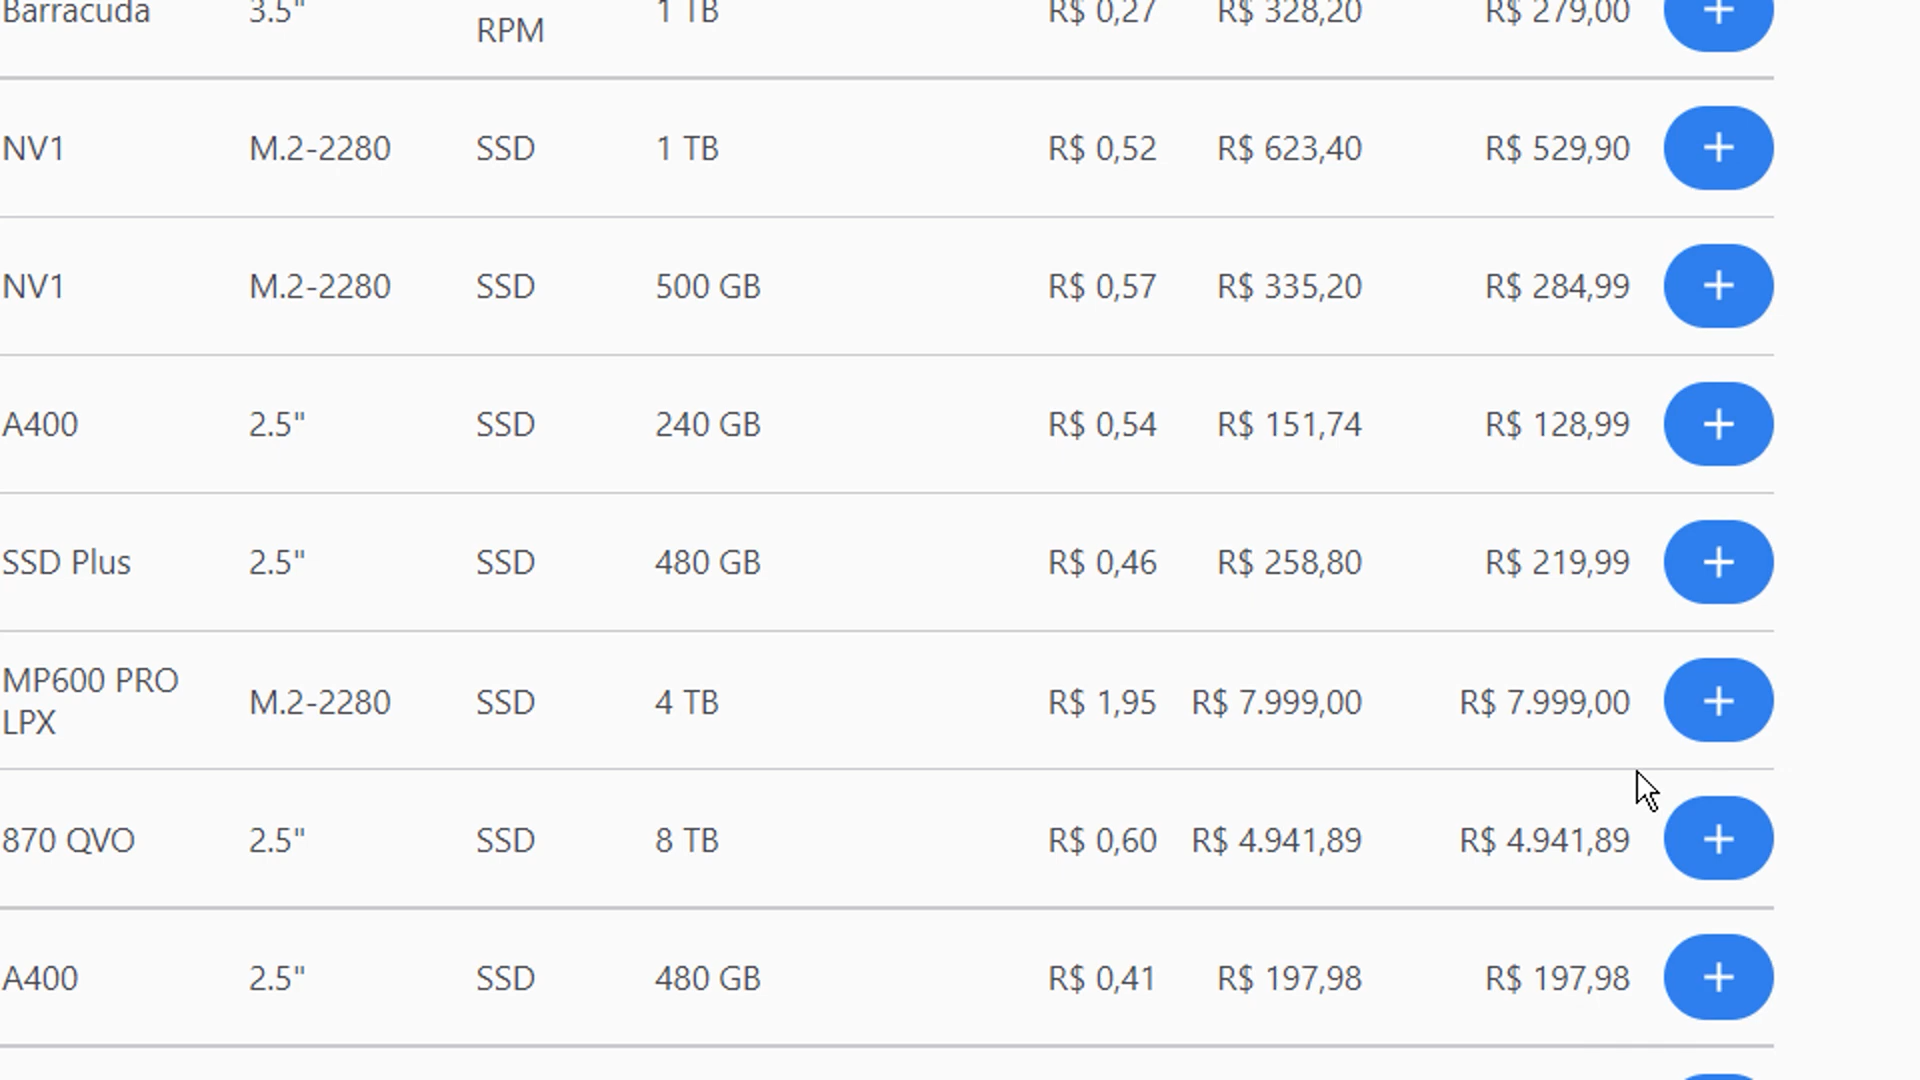 Barracuda 3.5" RPM 1 TB R$ 0,27 R$ 328,20 R$ 279,00 +
NV1 M.2-2280 SSD 1 TB R$ 0,52 R$ 623,40 R$ 529,90 +
NV1 M.2-2280 SSD 500 GB R$ 0,57 R$ 335,20 R$ 284,99 +
A400 2.5" SSD 240 GB R$ 0,54 R$ 151,74 R$ 128,99 +
SSD Plus 2.5" SSD 480 GB R$ 0,46 R$ 258,80 R$ 219,99 +
MP600 PRO
LPX M.2-2280 SSD 4 TB R$ 1,95 R$ 7.999,00 R$ 7.999,00 +
870 QVO 2.5" SSD 8 TB R$ 0,60 R$ 4.941,89 R$ 4.941,89 +
A400 2.5" SSD 480 GB R$ 0,41 R$ 197,98 R$ 197,98 +